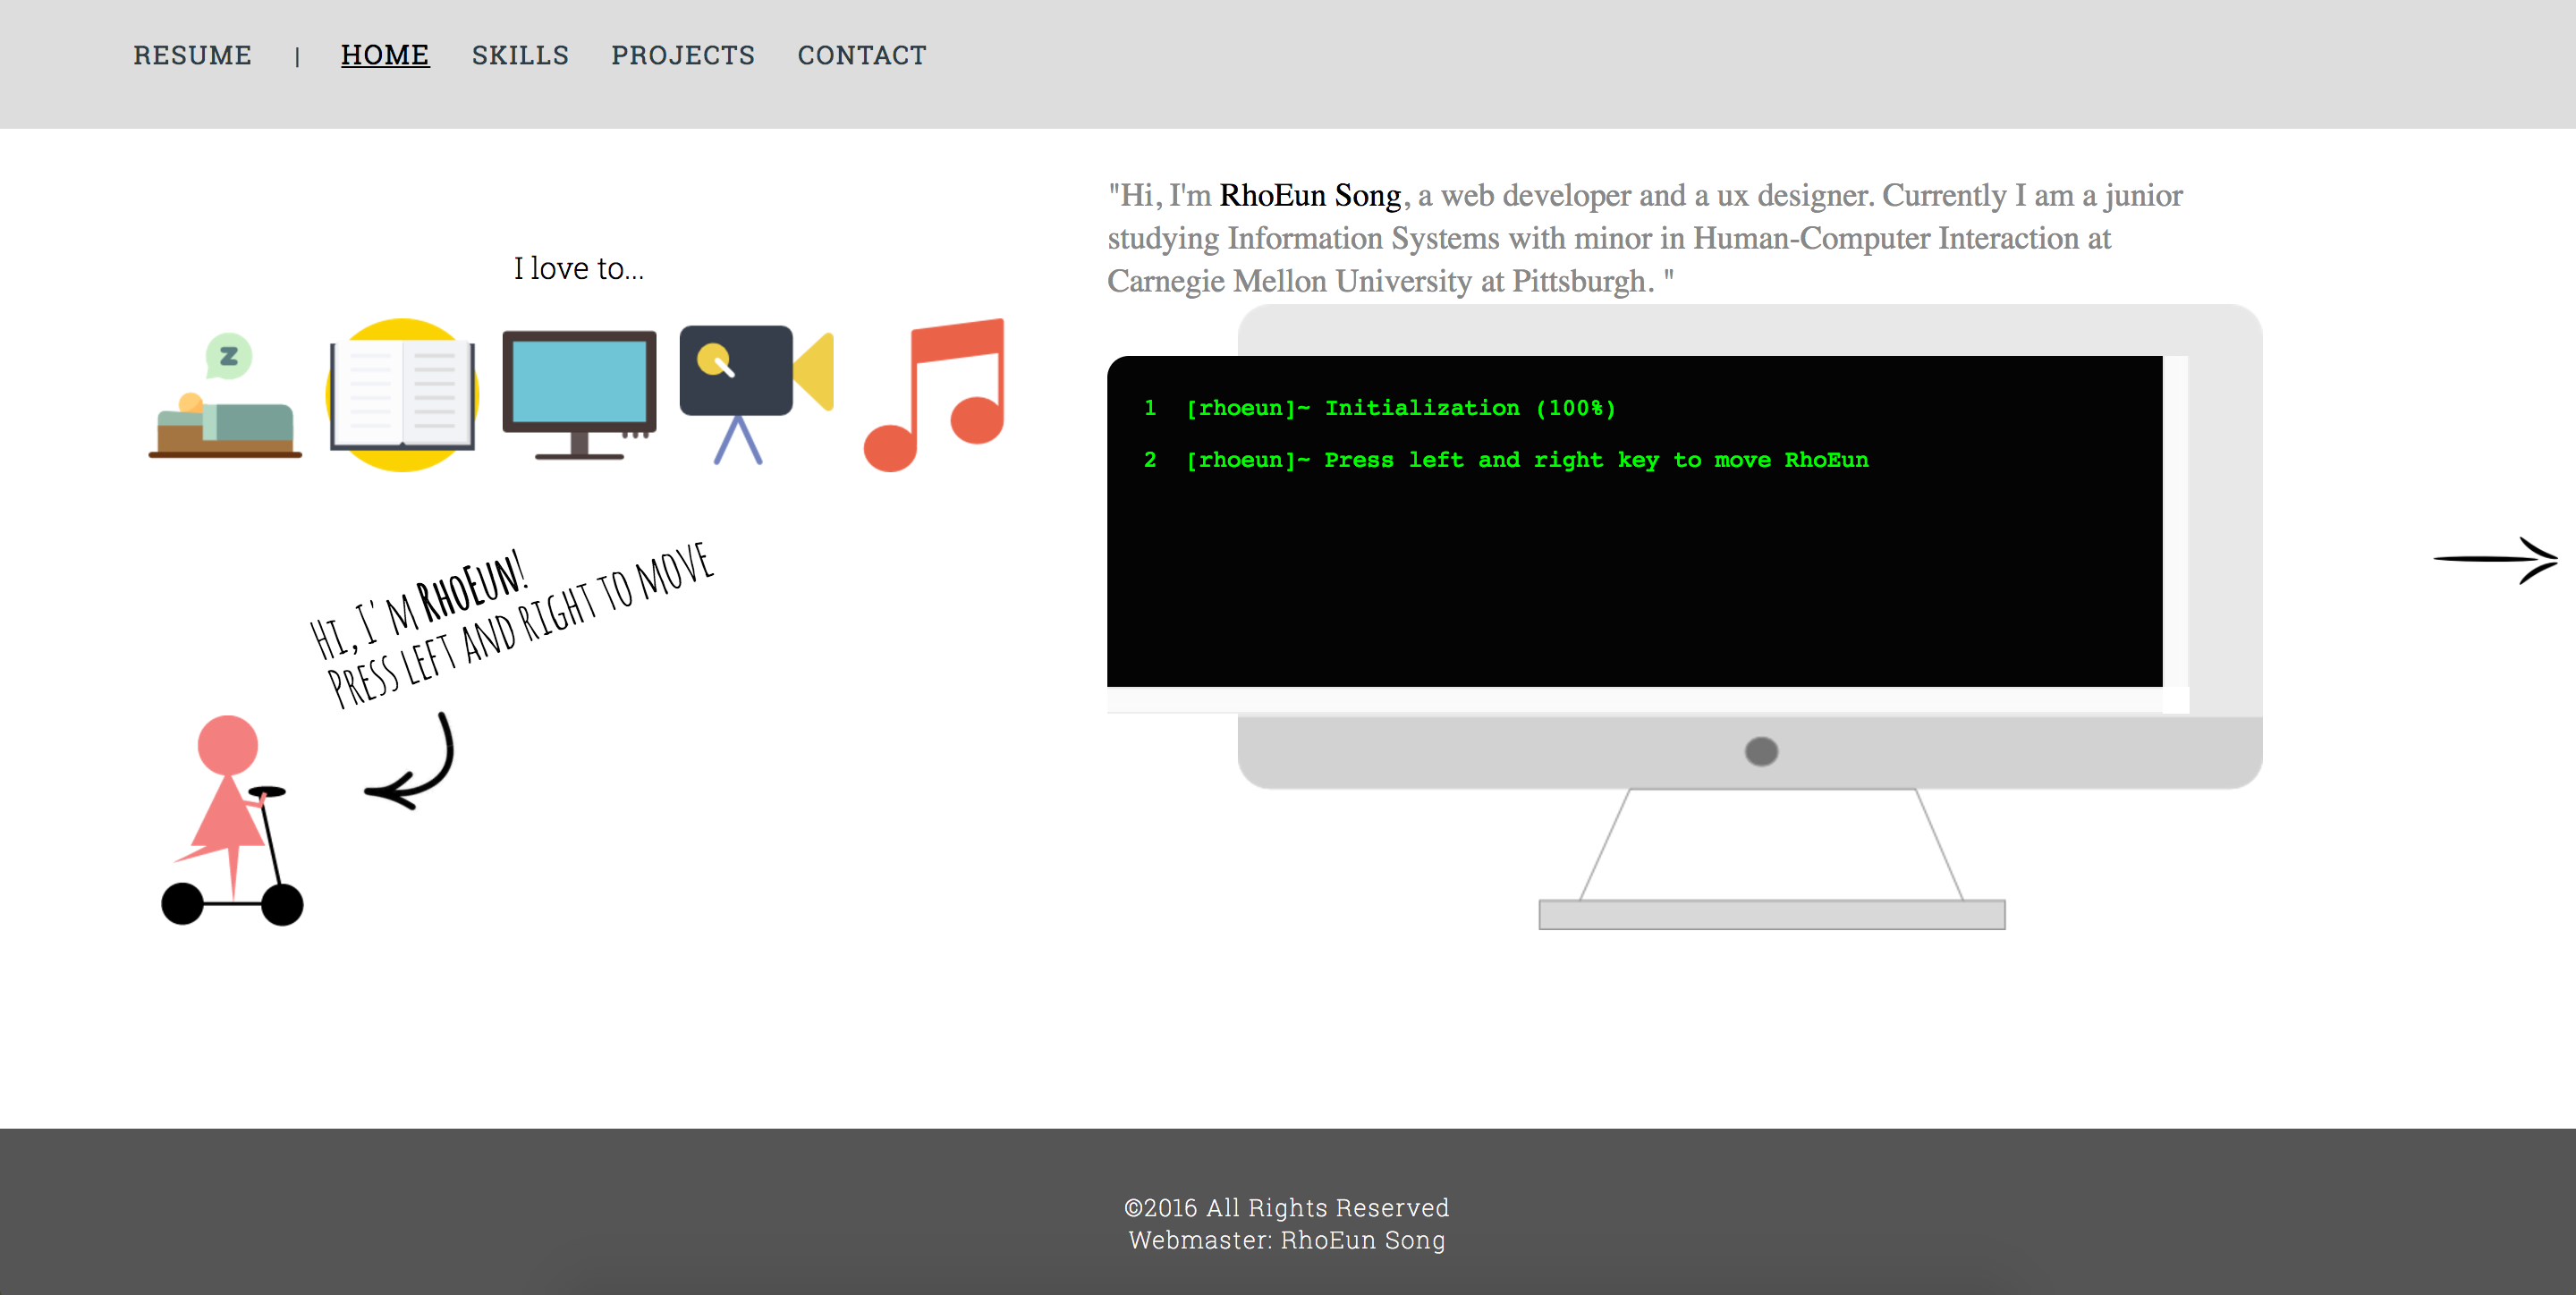 RESUME | HOME SKILLS PROJECTS CONTACT
"Hi, I'm RhoEun Song, a web developer and a ux designer. Currently I am a junior
studying Information Systems with minor in Human-Computer Interaction at
Carnegie Mellon University at Pittsburgh. "
I love to...
z
1 [rhoeun]~ Initialization (100%)
2 [rhoeun]~ Press left and right key to move RhoEun
Hi, I'm RhoEun!
Press left and right to move
©2016 All Rights Reserved
Webmaster: RhoEun Song